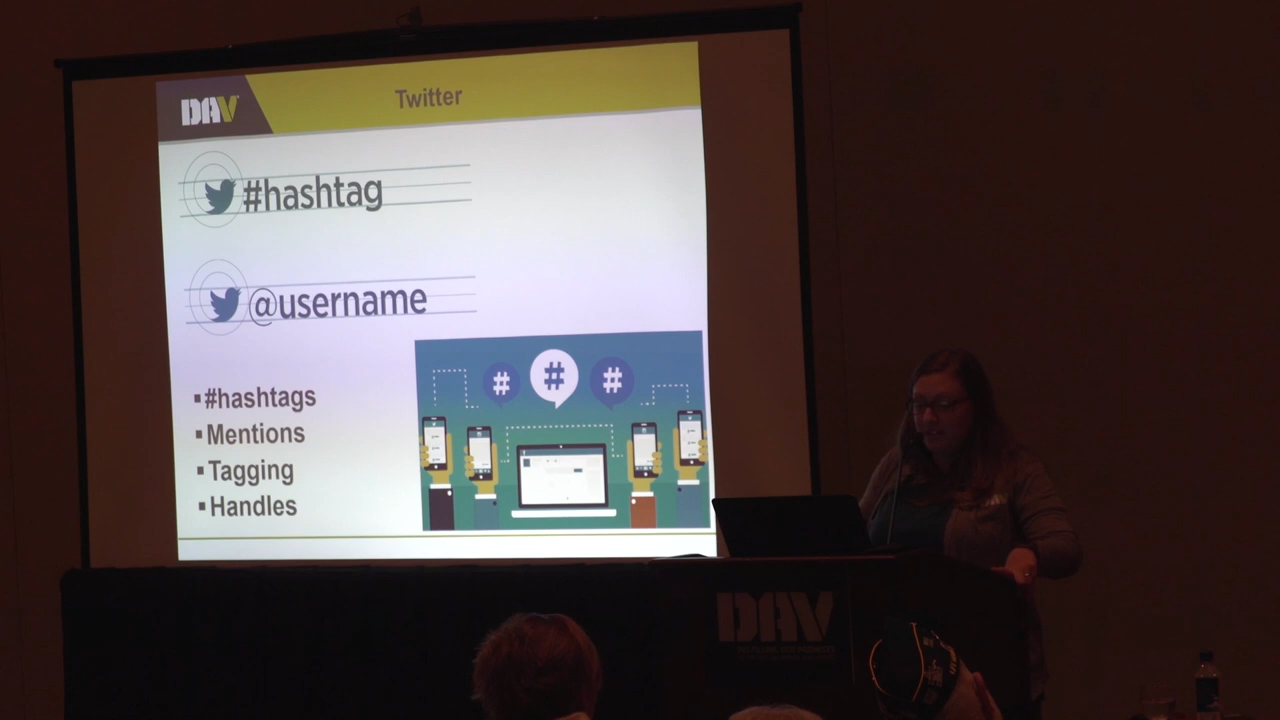 DAV
Twitter
#hashtag
@username
▪#hashtags
▪Mentions
▪Tagging
▪Handles
# # #
DAV